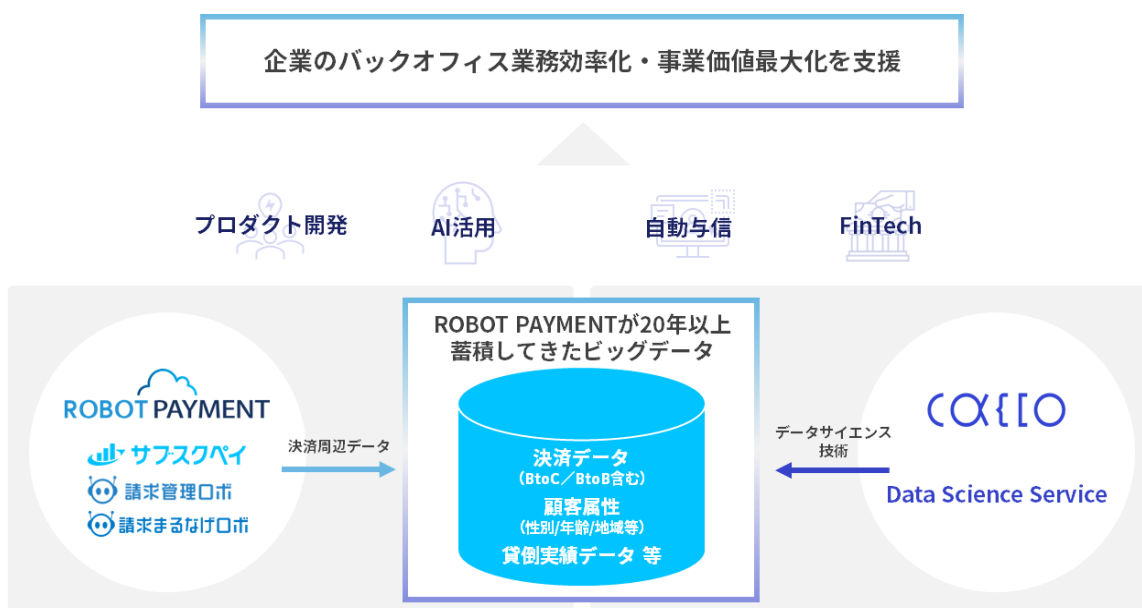 企業のバックオフィス業務効率化・事業価値最大化を支援
プロダクト開発
AI活用
自動与信
FinTech
ROBOT PAYMENT
サブスクペイ
請求管理ロボ
請求まるなげロボ
決済周辺データ
ROBOT PAYMENTが20年以上
蓄積してきたビッグデータ
決済データ
（BtoC／BtoB含む）
顧客属性
（性別/年齢/地域等）
貸倒実績データ 等
データサイエンス
技術
Data Science Service